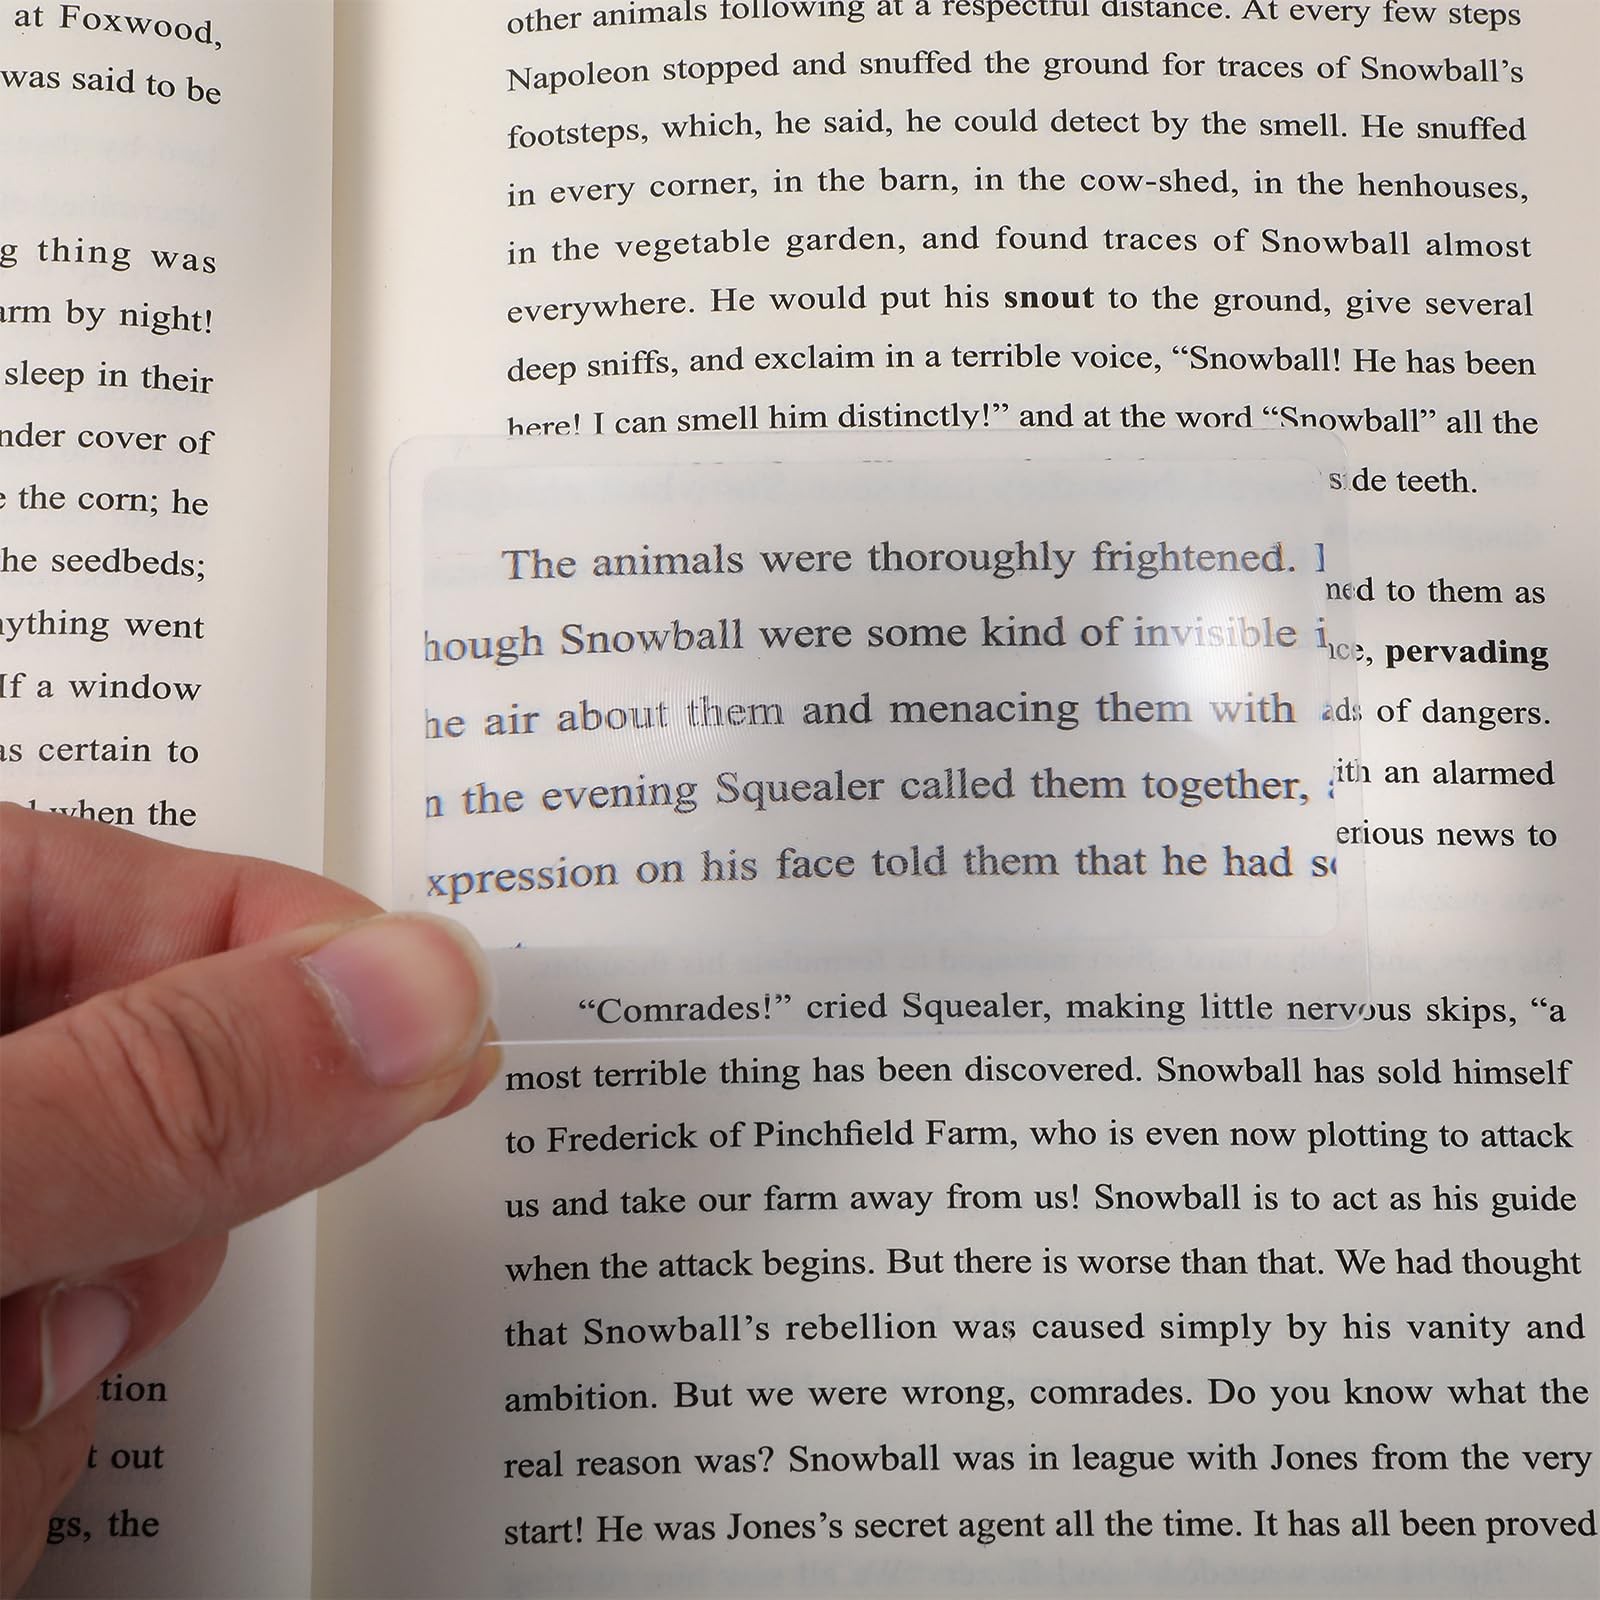 at Foxwood,
was said to be
thing was
by night!
sleep in their
cover of
the corn; he
seedbeds;
went
If a window
certain to
when the
out
the
other animals following at a respectful distance. At every few steps
Napoleon stopped and snuffed the ground for traces of Snowball’s
footsteps, which, he said, he could detect by the smell. He snuffed
in every corner, in the barn, in the cow-shed, in the henhouses,
in the vegetable garden, and found traces of Snowball almost
everywhere. He would put his snout to the ground, give several
deep sniffs, and exclaim in a terrible voice, “Snowball! He has been
here! I can smell him distinctly!” and at the word “Snowball” all the
side teeth.
The animals were thoroughly frightened.
to them as
hough Snowball were some kind of invisible
pervading
he air about them and menacing them with
of dangers.
n the evening Squealer called them together,
an alarmed
xpression on his face told them that he had
erious news to
“Comrades!” cried Squealer, making little nervous skips, “a
most terrible thing has been discovered. Snowball has sold himself
to Frederick of Pinchfield Farm, who is even now plotting to attack
us and take our farm away from us! Snowball is to act as his guide
when the attack begins. But there is worse than that. We had thought
that Snowball’s rebellion was caused simply by his vanity and
ambition. But we were wrong, comrades. Do you know what the
real reason was? Snowball was in league with Jones from the very
start! He was Jones’s secret agent all the time. It has all been proved